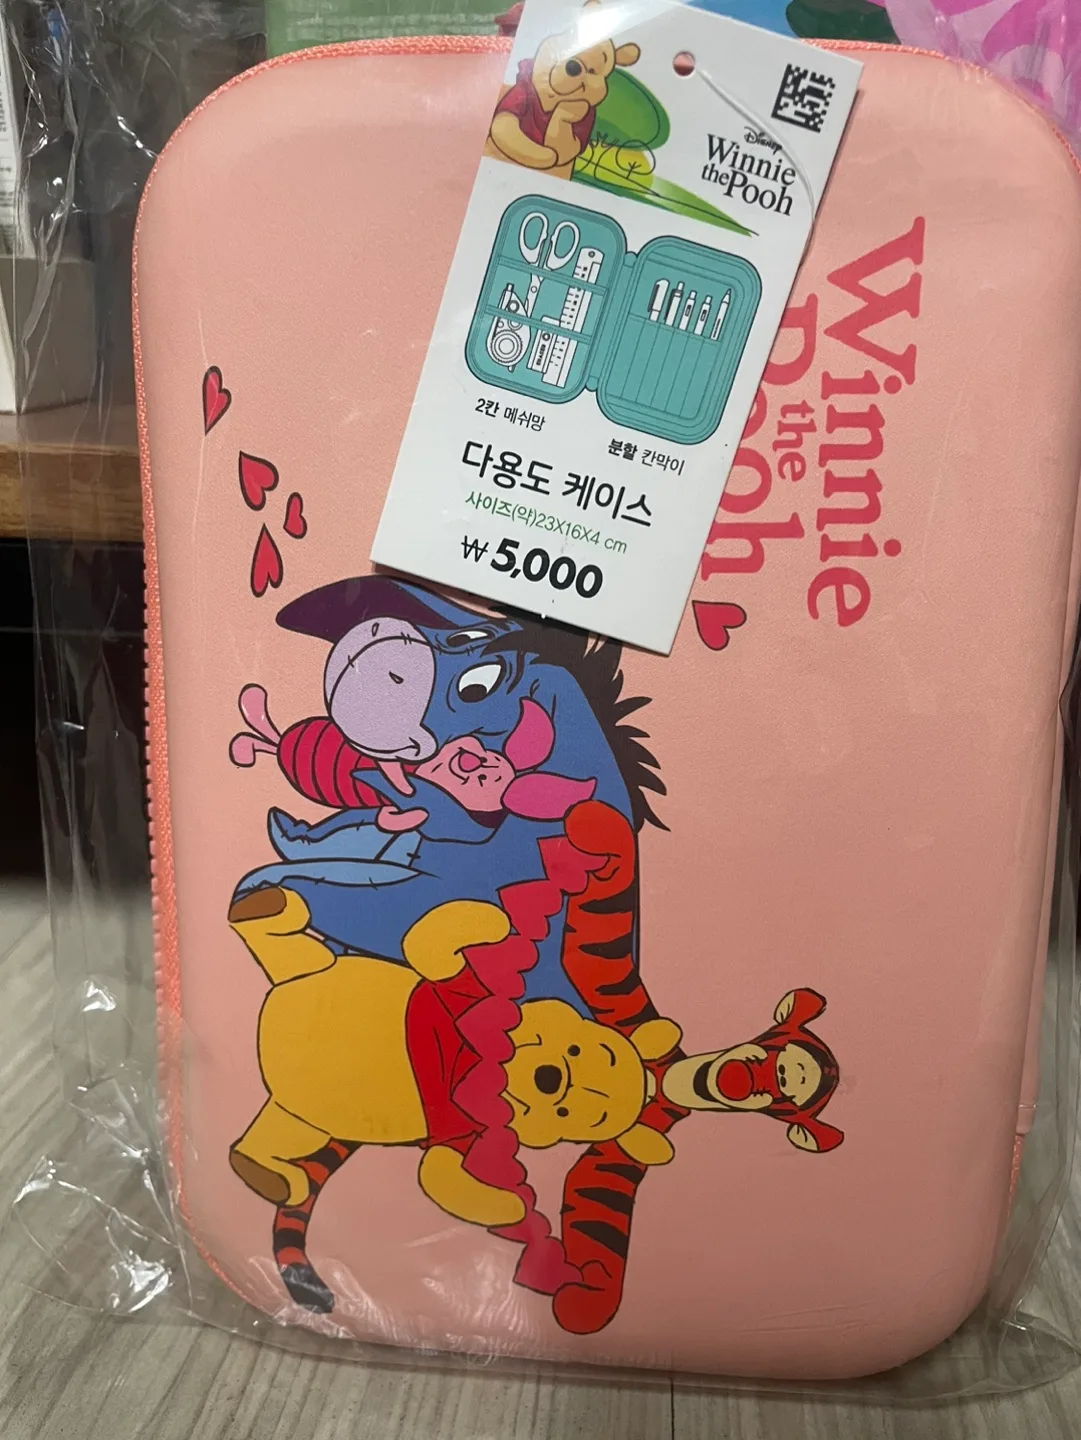 Disney
Winnie
the Pooh
2칸 메쉬망
분할 칸막이
다용도 케이스
사이즈(약)23X16X4 cm
₩5,000
Winnie
the
Pooh